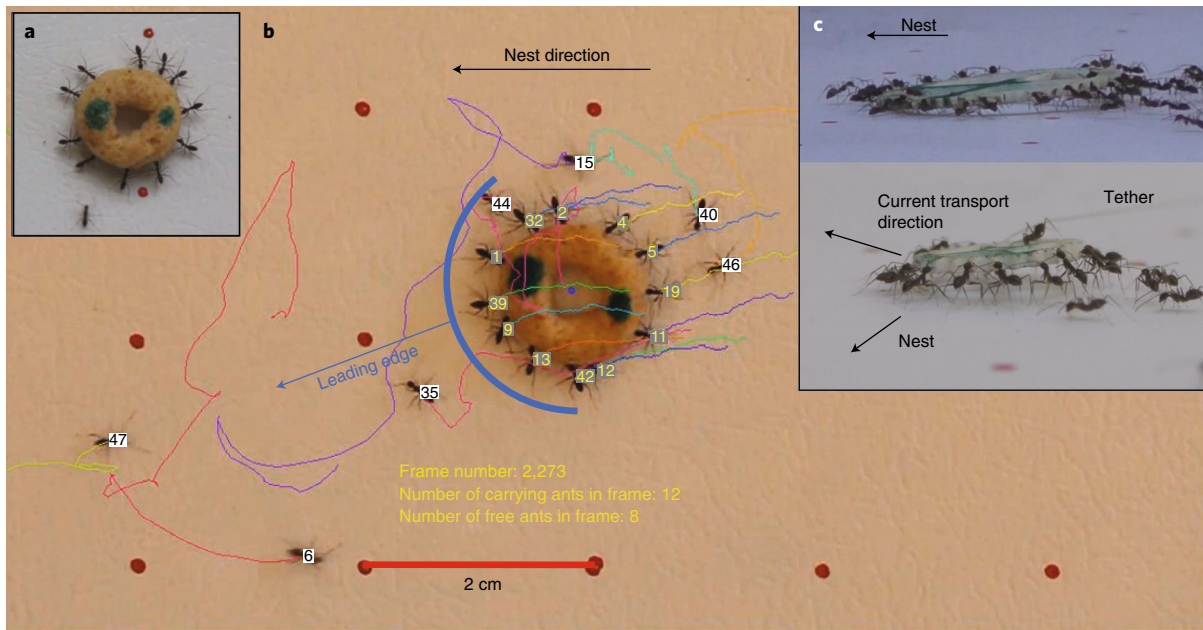 a
b
Nest direction
15
44
32
2
4
40
1
5
46
39
19
9
11
13
42
12
Leading edge
35
47
6
Frame number: 2,273
Number of carrying ants in frame: 12
Number of free ants in frame: 8
2 cm
c
Nest
Current transport
direction
Tether
Nest